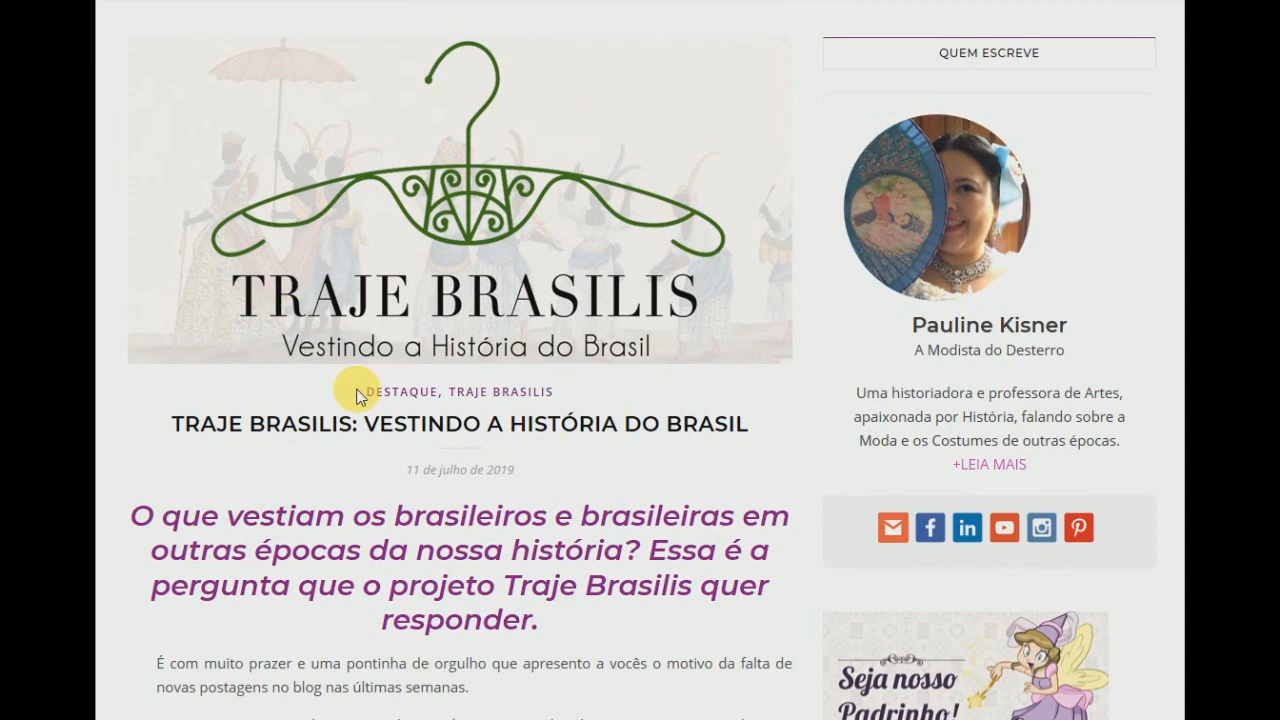 TRAJE BRASILIS
Vestindo a História do Brasil
DESTAQUE, TRAJE BRASILIS
TRAJE BRASILIS: VESTINDO A HISTÓRIA DO BRASIL
11 de julho de 2019
O que vestiam os brasileiros e brasileiras em
outras épocas da nossa história? Essa é a
pergunta que o projeto Traje Brasilis quer
responder.
É com muito prazer e uma pontinha de orgulho que apresento a vocês o motivo da falta de
novas postagens no blog nas últimas semanas.
QUEM ESCREVE
Pauline Kisner
A Modista do Desterro
Uma historiadora e professora de Artes,
apaixonada por História, falando sobre a
Moda e os Costumes de outras épocas.
+LEIA MAIS
Seja nosso
Padrinho!